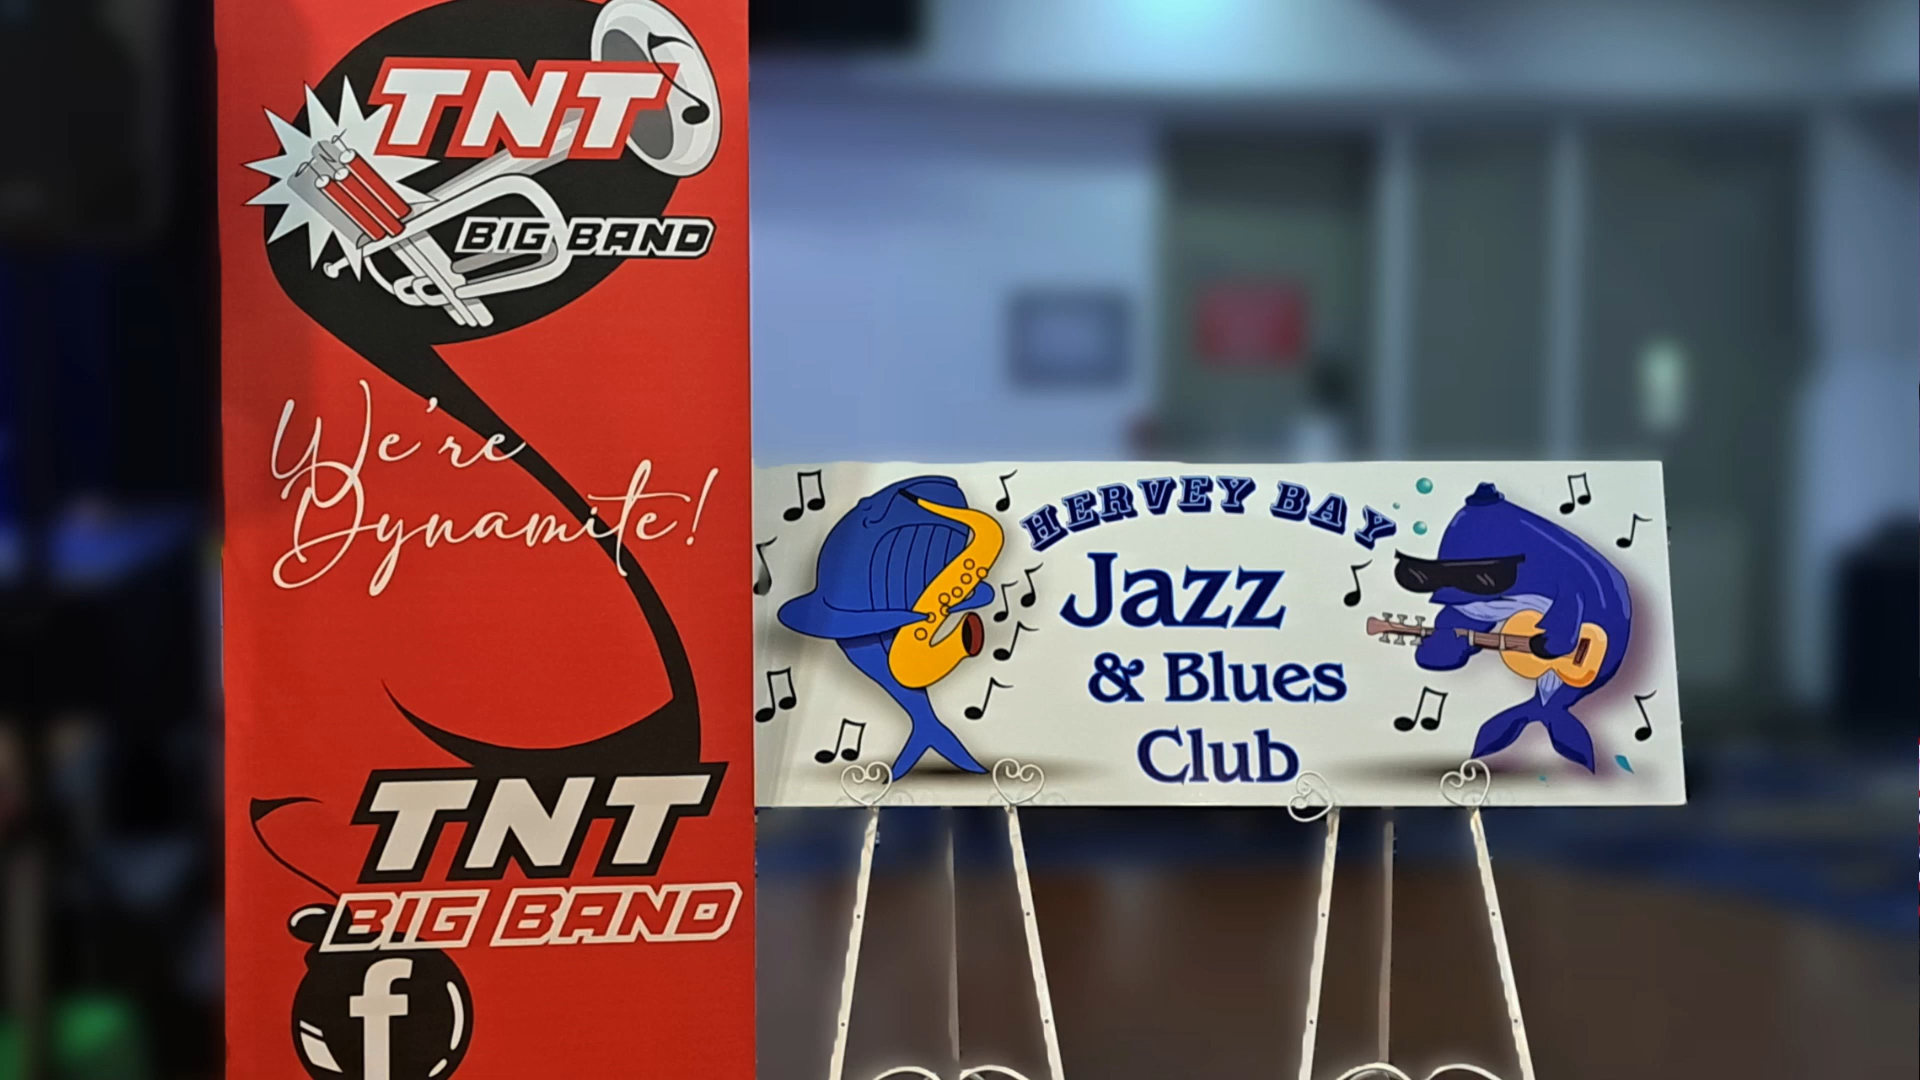 TNT
BIG BAND
We're
Dynamite!
TNT
BIG BAND
f
HERVEY BAY
Jazz
& Blues
Club